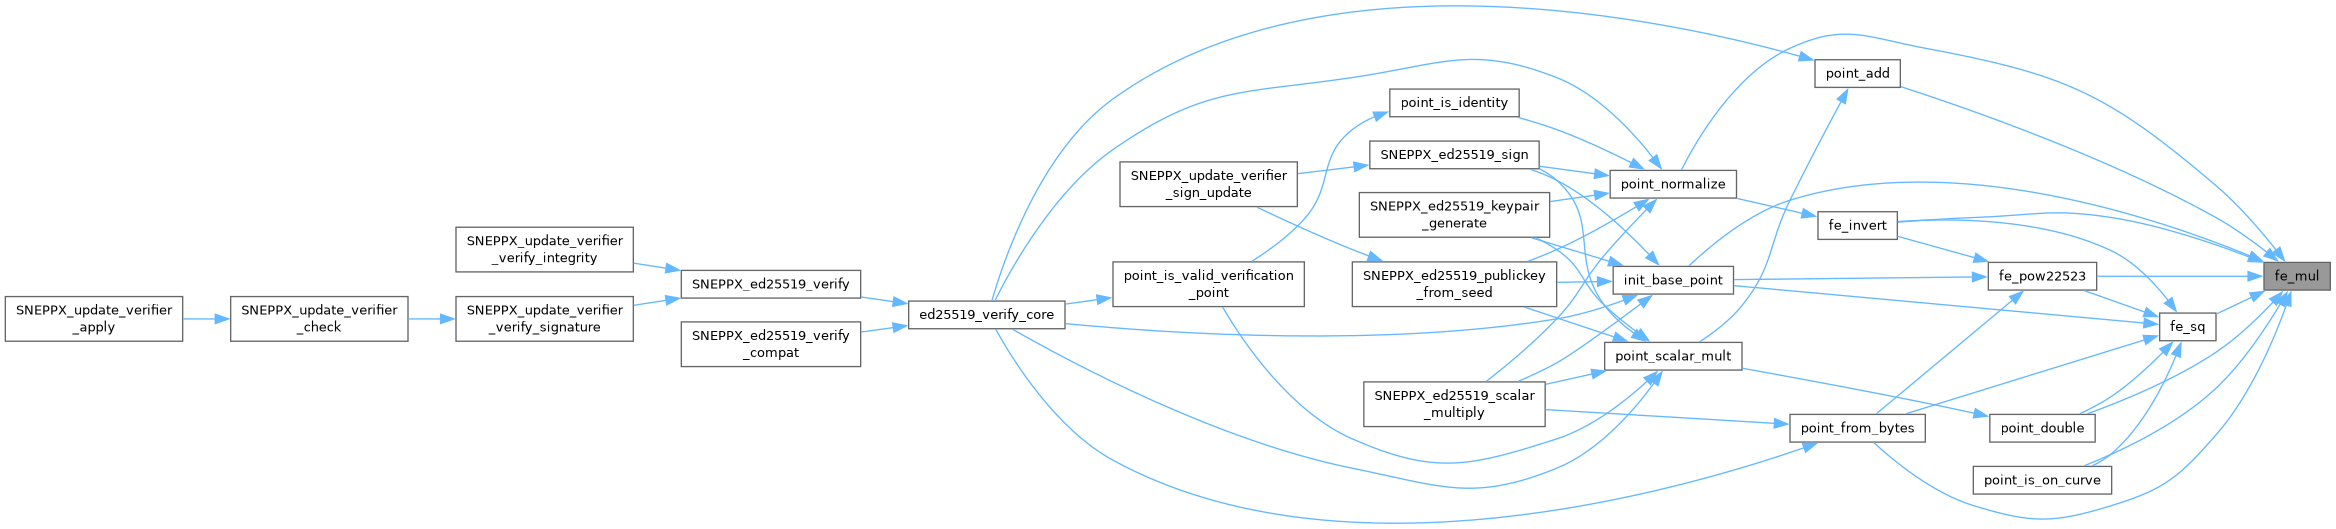 SNEPPX_update_verifier
_apply
SNEPPX_update_verifier
_check
SNEPPX_update_verifier
_verify_integrity
SNEPPX_update_verifier
_verify_signature
SNEPPX_ed25519_verify
SNEPPX_ed25519_verify
_compat
ed25519_verify_core
SNEPPX_update_verifier
_sign_update
point_is_valid_verification
_point
point_is_identity
SNEPPX_ed25519_sign
SNEPPX_ed25519_keypair
_generate
SNEPPX_ed25519_publickey
_from_seed
SNEPPX_ed25519_scalar
_multiply
point_normalize
init_base_point
point_scalar_mult
point_add
fe_invert
fe_pow22523
point_from_bytes
point_double
point_is_on_curve
fe_sq
fe_mul